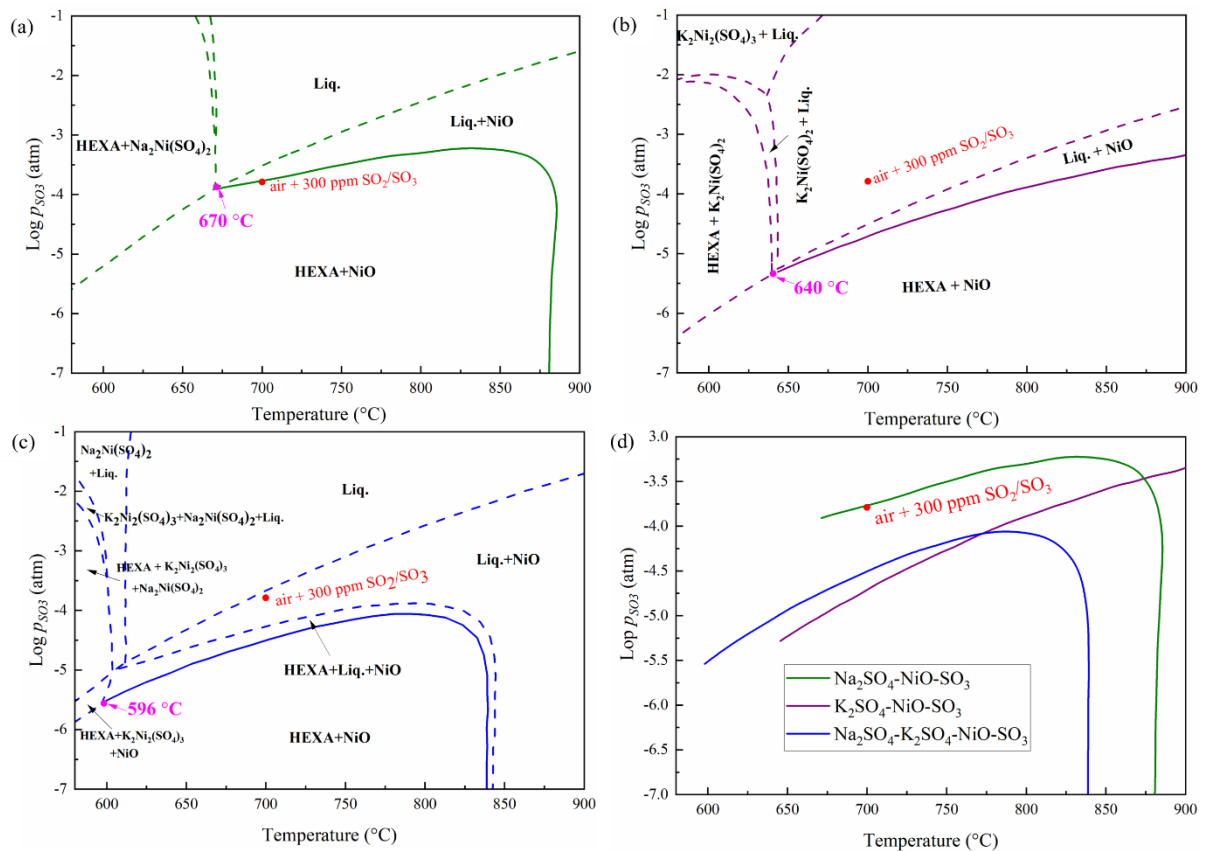 (a)
-1
-2
-3
-4
-5
-6
-7
Log pSO3 (atm)
Liq.
HEXA+Na2Ni(SO4)2
Liq.+NiO
air + 300 ppm SO2/SO3
670 °C
HEXA+NiO
600 650 700 750 800 850 900
Temperature (°C)
(b)
-1
-2
-3
-4
-5
-6
-7
Log pSO3 (atm)
K2Ni2(SO4)3 + Liq.
HEXA + K2Ni(SO4)2
K2Ni(SO4)2 + Liq.
air + 300 ppm SO2/SO3
Liq. + NiO
640 °C
HEXA + NiO
600 650 700 750 800 850 900
Temperature (°C)
(c)
-1
-2
-3
-4
-5
-6
-7
Log pSO3 (atm)
Na2Ni(SO4)2
+Liq.
Liq.
K2Ni2(SO4)3+Na2Ni(SO4)2+Liq.
HEXA + K2Ni2(SO4)3
+Na2Ni(SO4)2
Liq.+NiO
air + 300 ppm SO2/SO3
HEXA+Liq.+NiO
596 °C
HEXA+K2Ni2(SO4)3
+NiO
HEXA+NiO
600 650 700 750 800 850 900
Temperature (°C)
(d)
3.0
-3.5
-4.0
-4.5
-5.0
-5.5
-6.0
-6.5
-7.0
Lop pSO3 (atm)
air + 300 ppm SO2/SO3
Na2SO4-NiO-SO3
K2SO4-NiO-SO3
Na2SO4-K2SO4-NiO-SO3
600 650 700 750 800 850 900
Temperature (°C)